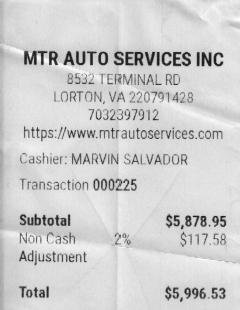 MTR AUTO SERVICES INC
8532 TERMINAL RD
LORTON, VA 220791428
7032397912
https://www.mtrautoservices.com
Cashier: MARVIN SALVADOR
Transaction 000225
Subtotal $5,878.95
Non Cash 2% $117.58
Adjustment
Total $5,996.53